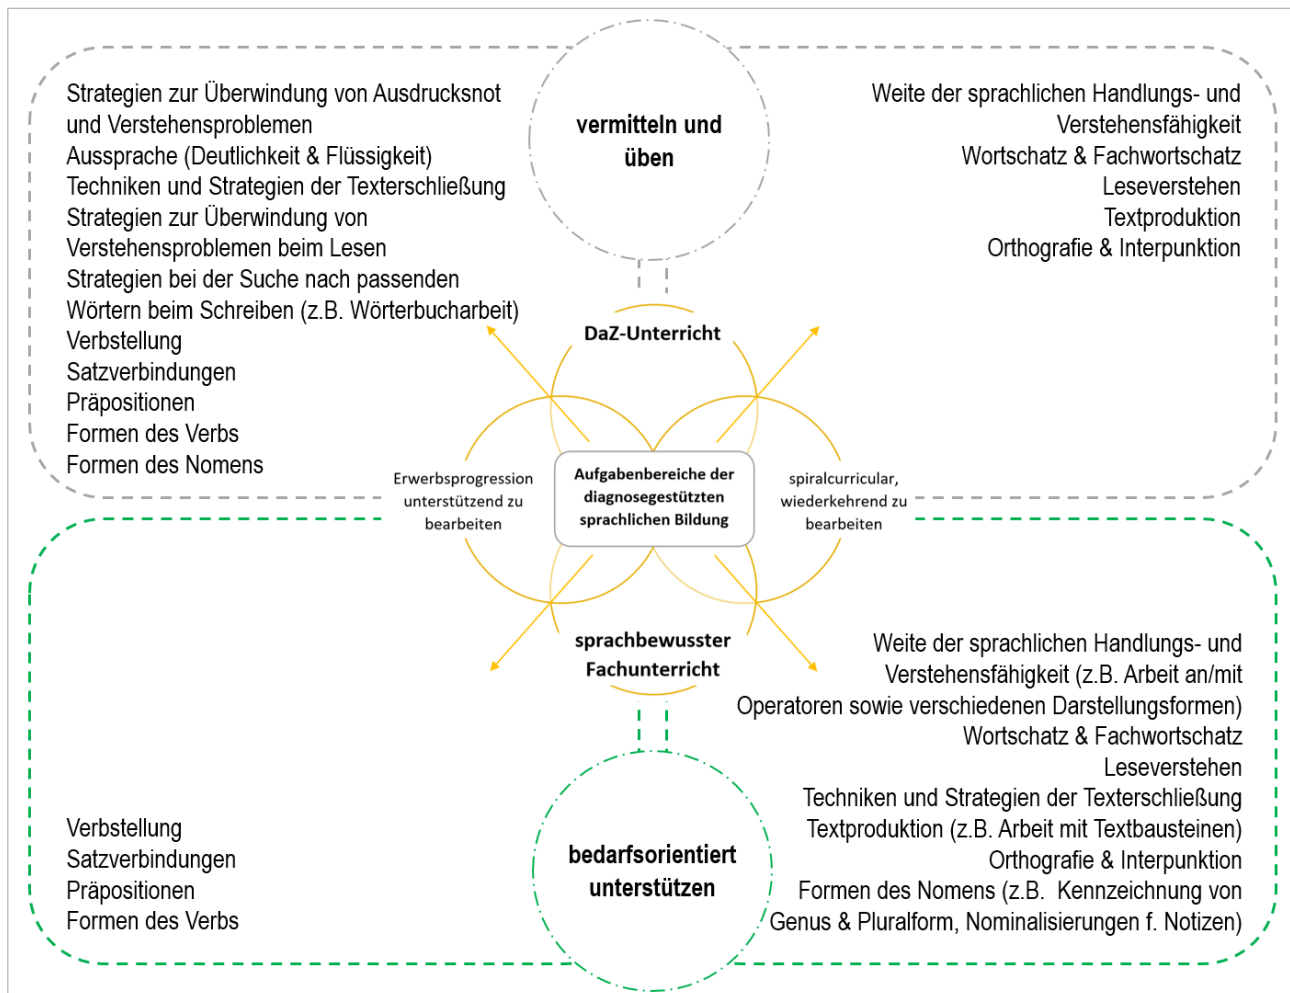 vermitteln und
üben
Strategien zur Überwindung von Ausdrucksnot
und Verstehensproblemen
Aussprache (Deutlichkeit & Flüssigkeit)
Techniken und Strategien der Texterschließung
Strategien zur Überwindung von
Verstehensproblemen beim Lesen
Strategien bei der Suche nach passenden
Wörtern beim Schreiben (z.B. Wörterbucharbeit)
Verbstellung
Satzverbindungen
Präpositionen
Formen des Verbs
Formen des Nomens
Weite der sprachlichen Handlungs- und
Verstehensfähigkeit
Wortschatz & Fachwortschatz
Leseverstehen
Textproduktion
Orthografie & Interpunktion
DaZ-Unterricht
Erwerbsprogression
unterstützend zu
bearbeiten
Aufgabenbereiche der
diagnosegestützten
sprachlichen Bildung
spiralcurricular,
wiederkehrend zu
bearbeiten
sprachbewusster
Fachunterricht
Verbstellung
Satzverbindungen
Präpositionen
Formen des Verbs
Weite der sprachlichen Handlungs- und
Verstehensfähigkeit (z.B. Arbeit an/mit
Operatoren sowie verschiedenen Darstellungsformen)
Wortschatz & Fachwortschatz
Leseverstehen
Techniken und Strategien der Texterschließung
Textproduktion (z.B. Arbeit mit Textbausteinen)
Orthografie & Interpunktion
Formen des Nomens (z.B. Kennzeichnung von
Genus & Pluralform, Nominalisierungen f. Notizen)
bedarfsorientiert
unterstützen